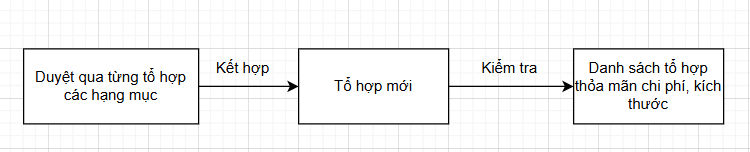 Duyệt qua từng tổ hợp
các hạng mục
Kết hợp
Tổ hợp mới
Kiểm tra
Danh sách tổ hợp
thỏa mãn chi phí, kích
thước